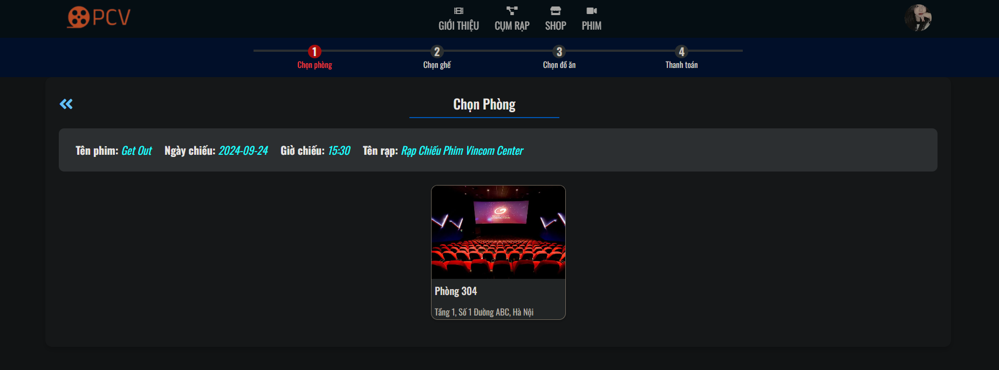 PCV
GIỚI THIỆU CỤM RẠP SHOP PHIM
1 2 3 4
Chọn phòng Chọn ghế Chọn đồ ăn Thanh toán
Chọn Phòng
Tên phim: Get Out Ngày chiếu: 2024-09-24 Giờ chiếu: 15:30 Tên rạp: Rạp Chiếu Phim Vincom Center
Phòng 304
Tầng 1, Số 1 Đường ABC, Hà Nội